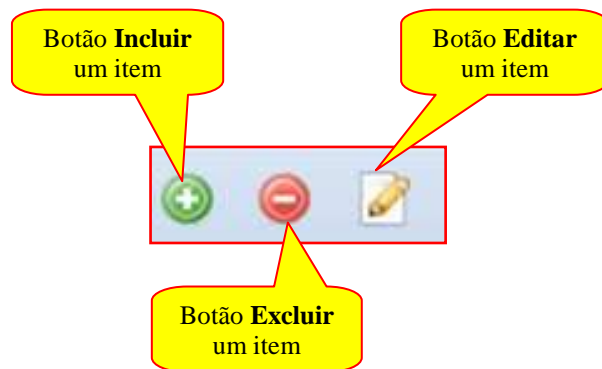 Botão Incluir
um item
Botão Editar
um item
Botão Excluir
um item